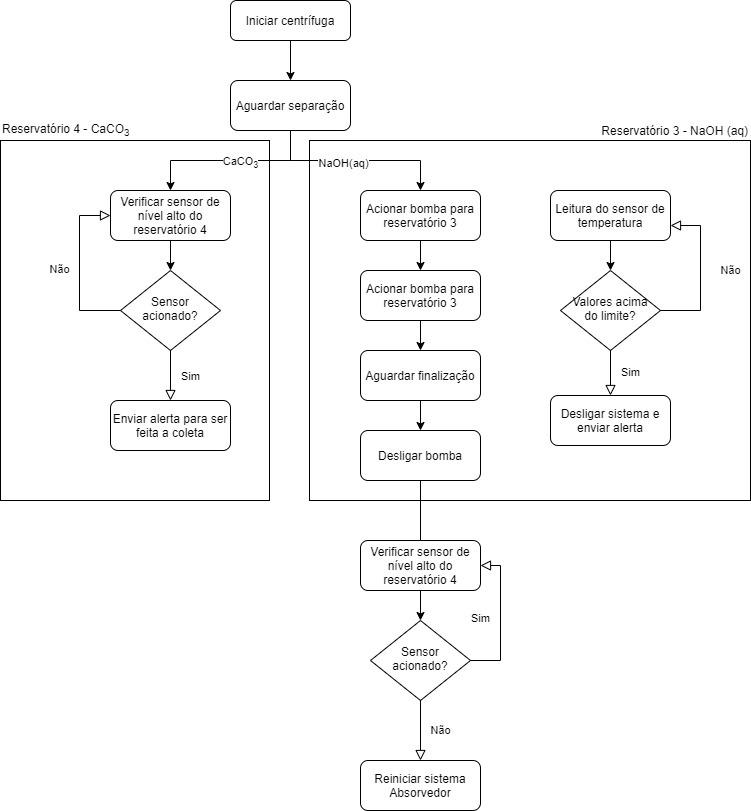 Iniciar centrífuga
Aguardar separação
Reservatório 4 - CaCO₃
Reservatório 3 - NaOH (aq)
CaCO₃
NaOH(aq)
Verificar sensor de
nível alto do
reservatório 4
Não
Sensor
acionado?
Sim
Enviar alerta para ser
feita a coleta
Acionar bomba para
reservatório 3
Acionar bomba para
reservatório 3
Aguardar finalização
Desligar bomba
Leitura do sensor de
temperatura
Não
Valores acima
do limite?
Sim
Desligar sistema e
enviar alerta
Verificar sensor de
nível alto do
reservatório 4
Sim
Sensor
acionado?
Não
Reiniciar sistema
Absorvedor